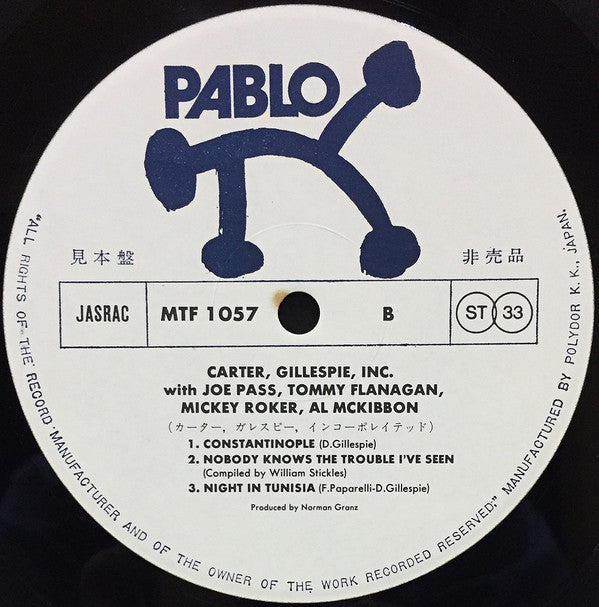 PABLO
見本盤 非売品
JASRAC MTF 1057 B ST 33
CARTER, GILLESPIE, INC.
with JOE PASS, TOMMY FLANAGAN,
MICKEY ROKER, AL MCKIBBON
(カーター, ガレスピー, インコーポレイテッド)
1. CONSTANTINOPLE (D.Gillespie)
2. NOBODY KNOWS THE TROUBLE I'VE SEEN
(Compiled by William Stickles)
3. NIGHT IN TUNISIA (F.Paparelli-D.Gillespie)
Produced by Norman Granz
"ALL RIGHTS OF THE RECORD MANUFACTURER AND OF THE OWNER OF THE WORK RECORDED RESERVED." MANUFACTURED BY POLYDOR K. K., JAPAN.